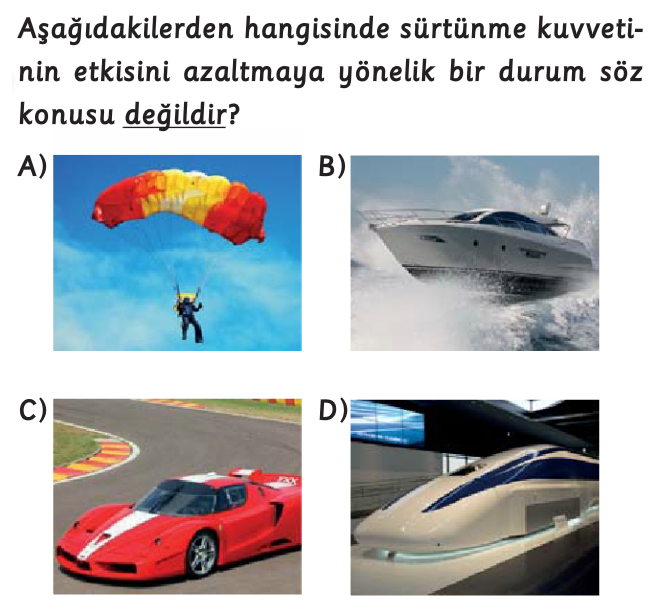 Aşağıdakilerden hangisinde sürtünme kuvveti-
nin etkisini azaltmaya yönelik bir durum söz
konusu değildir?
A)
B)
C)
D)